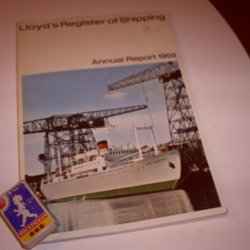 Lloyd's Register of Shipping
Annual Report 1969